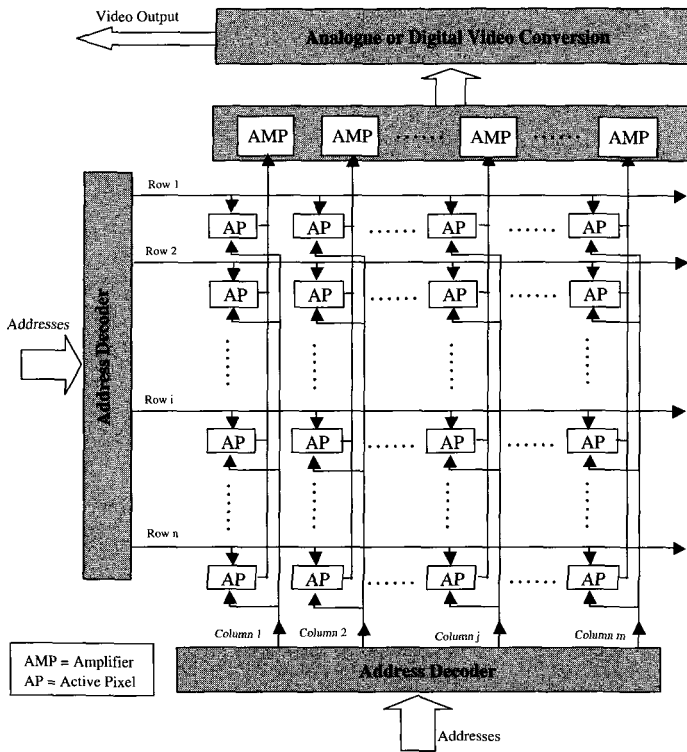 Video Output
Analogue or Digital Video Conversion
AMP AMP ...... AMP ...... AMP
Row 1
AP AP ...... AP ...... AP
Row 2
AP AP ...... AP ...... AP
Addresses
Address Decoder
Row i
AP AP ...... AP ...... AP
Row n
AP AP ...... AP ...... AP
Column 1 Column 2 Column j Column m
AMP = Amplifier
AP = Active Pixel
Address Decoder
Addresses